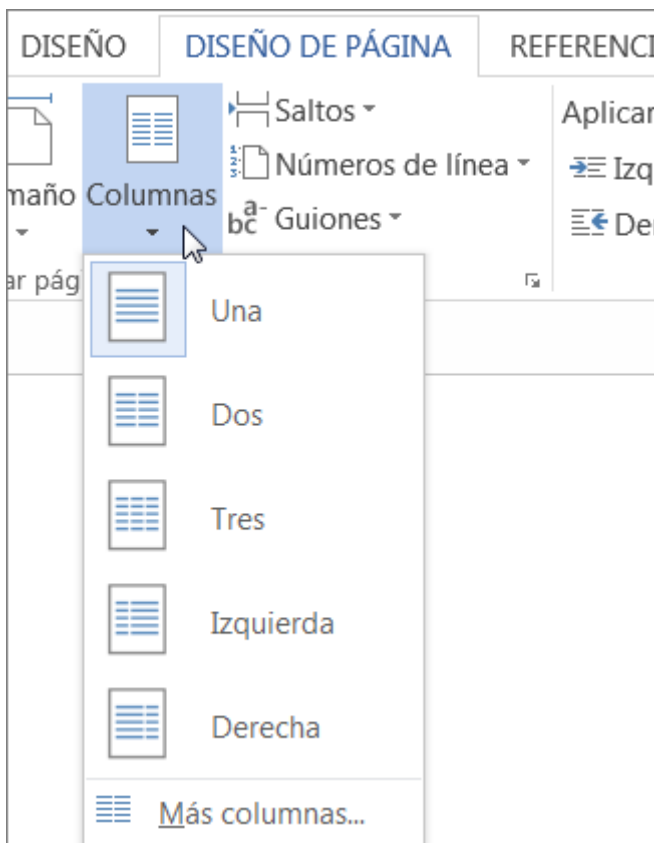 DISEÑO DISEÑO DE PÁGINA REFERENCI
Saltos Aplicar
Números de línea Izq
maño Columnas
Guiones De
ar pág
Una
Dos
Tres
Izquierda
Derecha
Más columnas...